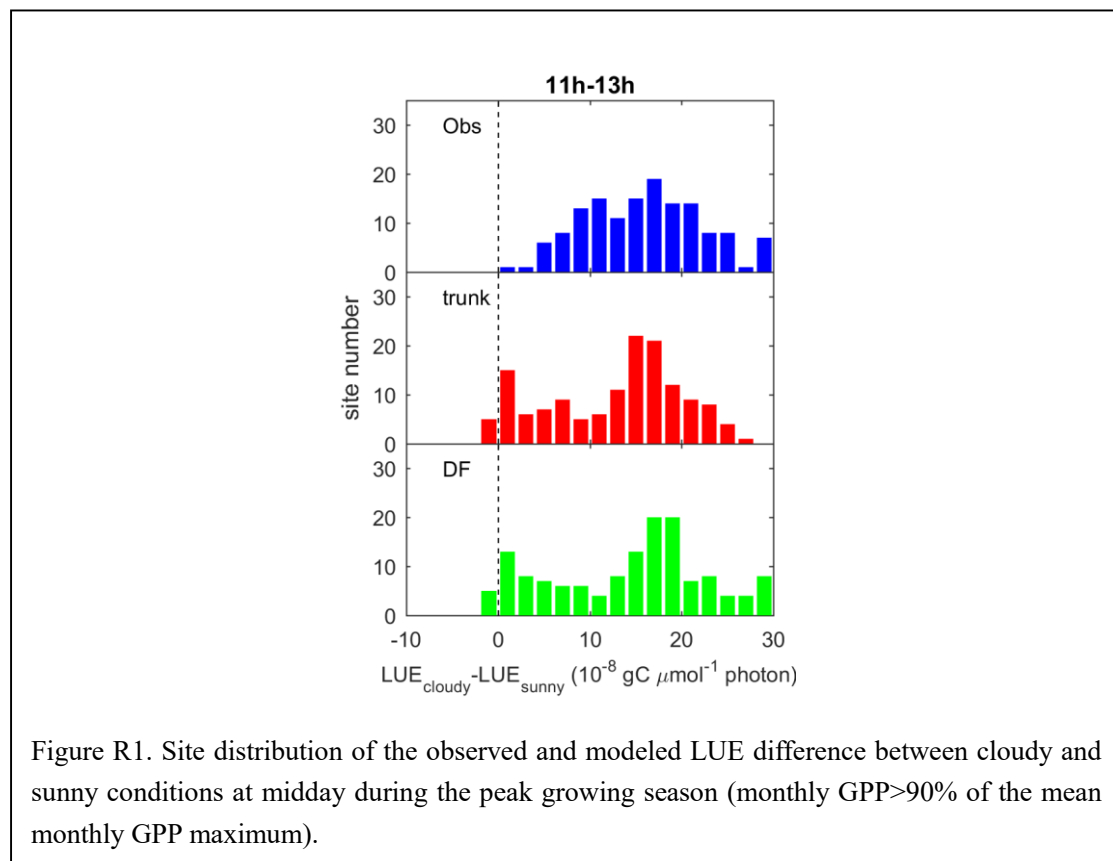 11h-13h
30
Obs
20
10
0
30
trunk
20
10
0
30
DF
20
10
0
site number
-10 0 10 20 30
LUE_cloudy-LUE_sunny (10^-8 gC μmol^-1 photon)
Figure R1. Site distribution of the observed and modeled LUE difference between cloudy and
sunny conditions at midday during the peak growing season (monthly GPP>90% of the mean
monthly GPP maximum).